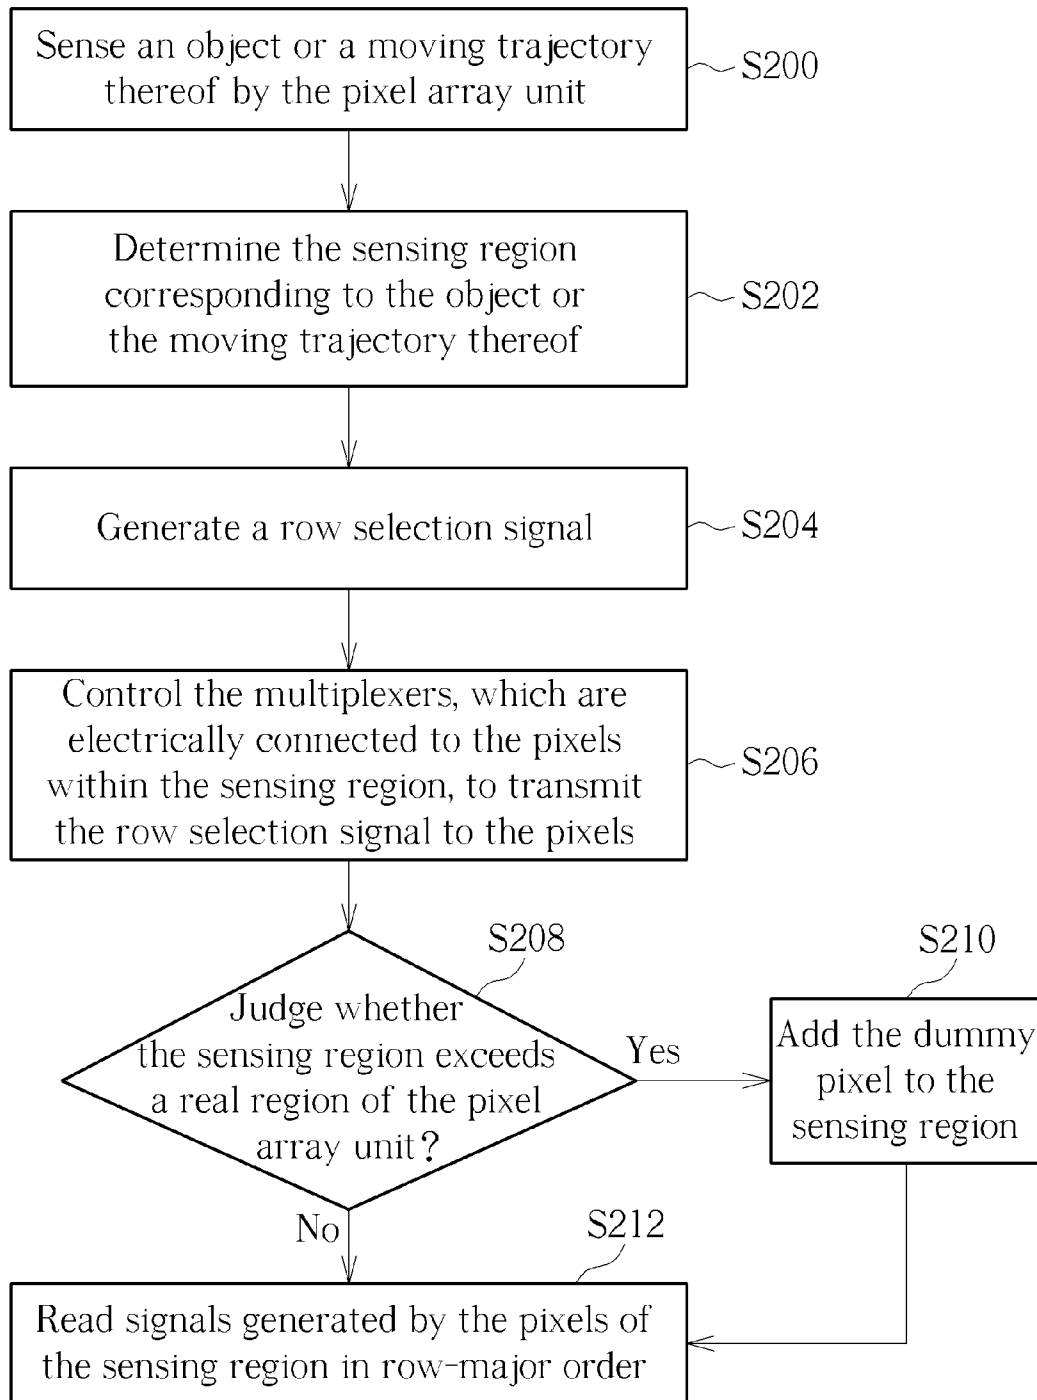 Sense an object or a moving trajectory
thereof by the pixel array unit
S200
Determine the sensing region
corresponding to the object or
the moving trajectory thereof
S202
Generate a row selection signal
S204
Control the multiplexers, which are
electrically connected to the pixels
within the sensing region, to transmit
the row selection signal to the pixels
S206
S208
Judge whether
the sensing region exceeds
a real region of the pixel
array unit?
Yes
S210
Add the dummy
pixel to the
sensing region
No
S212
Read signals generated by the pixels of
the sensing region in row-major order